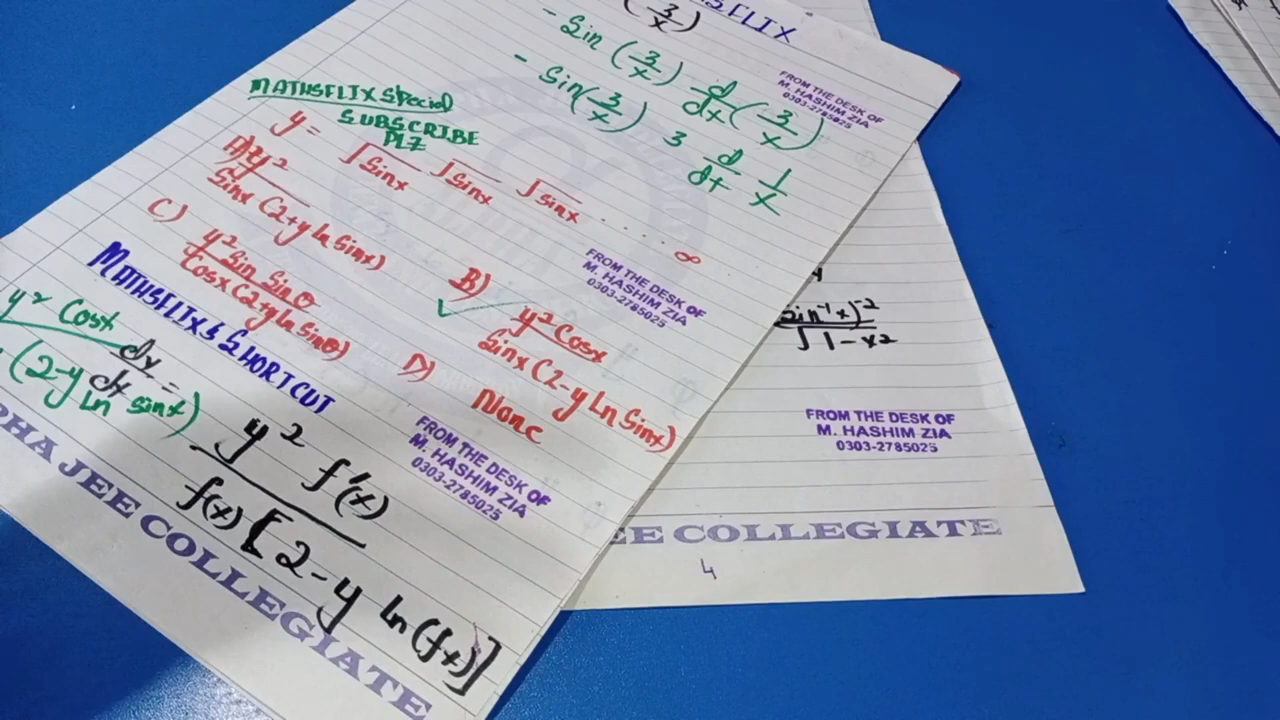 SFLIX
(3/x)
- Sin (3/x) d/dx (3/x)
- Sin(3/x) 3 d/dx 1/x
FROM THE DESK OF
M. HASHIM ZIA
0303-2785025
MATHSFLIX Special
SUBSCRIBE
PLZ
y = √Sinx √Sinx √Sinx ..... ∞
A) y²
Sinx (2+y ln Sinx)
B) ✓ y² Cosx
Sinx (2-y Ln Sinx)
C) y² Sin Sinθ
Cosx (2+y ln Sinθ)
D) None
FROM THE DESK OF
M. HASHIM ZIA
0303-2785025
MATHSFLIX'S SHORTCUT
y² Cosx
(2-y Ln sinx)
dy/dx =
y² f'(x)
f(x) [2-y ln(fx)]
FROM THE DESK OF
M. HASHIM ZIA
0303-2785025
PHA JEE COLLEGIATE
Sin⁻¹x)⁻²
√1-x2
FROM THE DESK OF
M. HASHIM ZIA
0303-2785025
EE COLLEGIATE
4